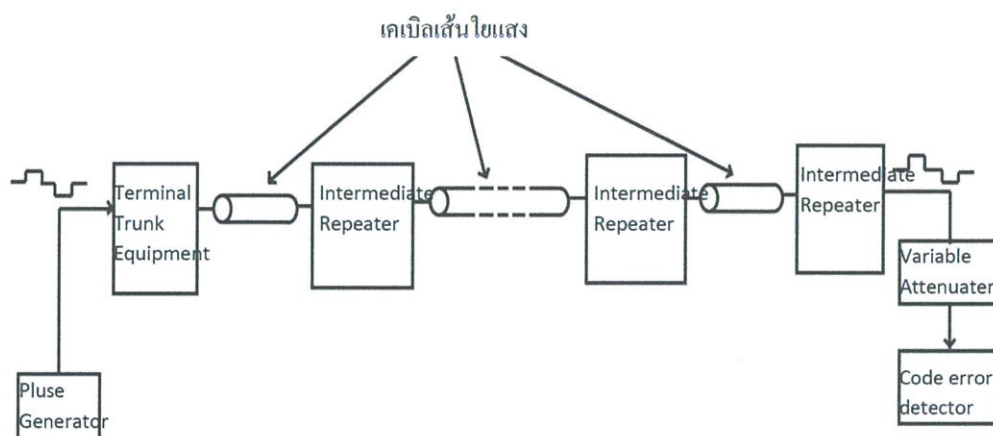 เคเบิลเส้นใยแสง
Terminal
Trunk
Equipment
Intermediate
Repeater
Intermediate
Repeater
Intermediate
Repeater
Variable
Attenuater
Code error
detector
Pluse
Generator